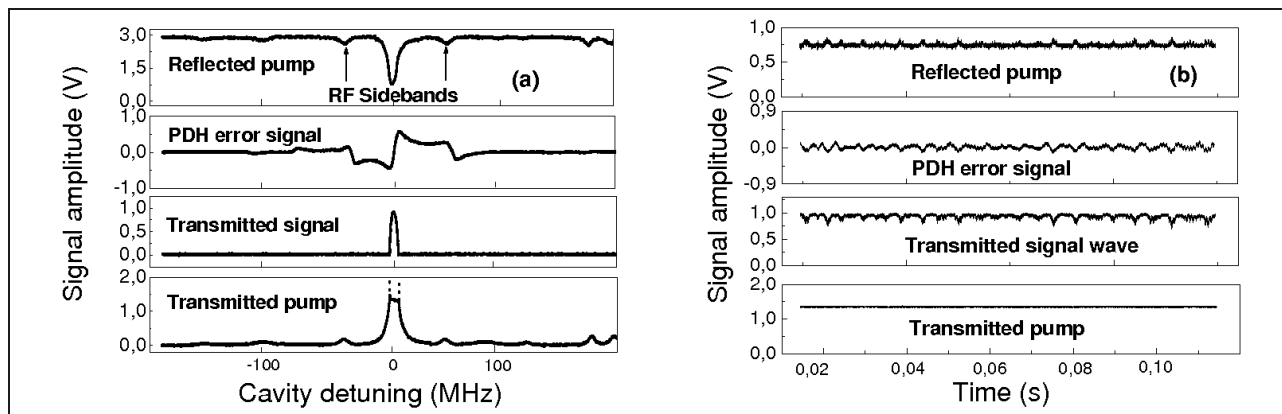 Signal amplitude (V)
3,0
1,5
0,0
Reflected pump
(a)
RF Sidebands
1,0
0,0
-1,0
PDH error signal
1,0
0,5
0,0
Transmitted signal
2,0
1,0
0,0
Transmitted pump
-100 0 100
Cavity detuning (MHz)
Signal amplitude (V)
1,0
0,5
0,0
Reflected pump
(b)
0,9
0,0
-0,9
PDH error signal
1,0
0,5
0,0
Transmitted signal wave
2,0
1,0
0,0
Transmitted pump
0,02 0,04 0,06 0,08 0,10
Time (s)